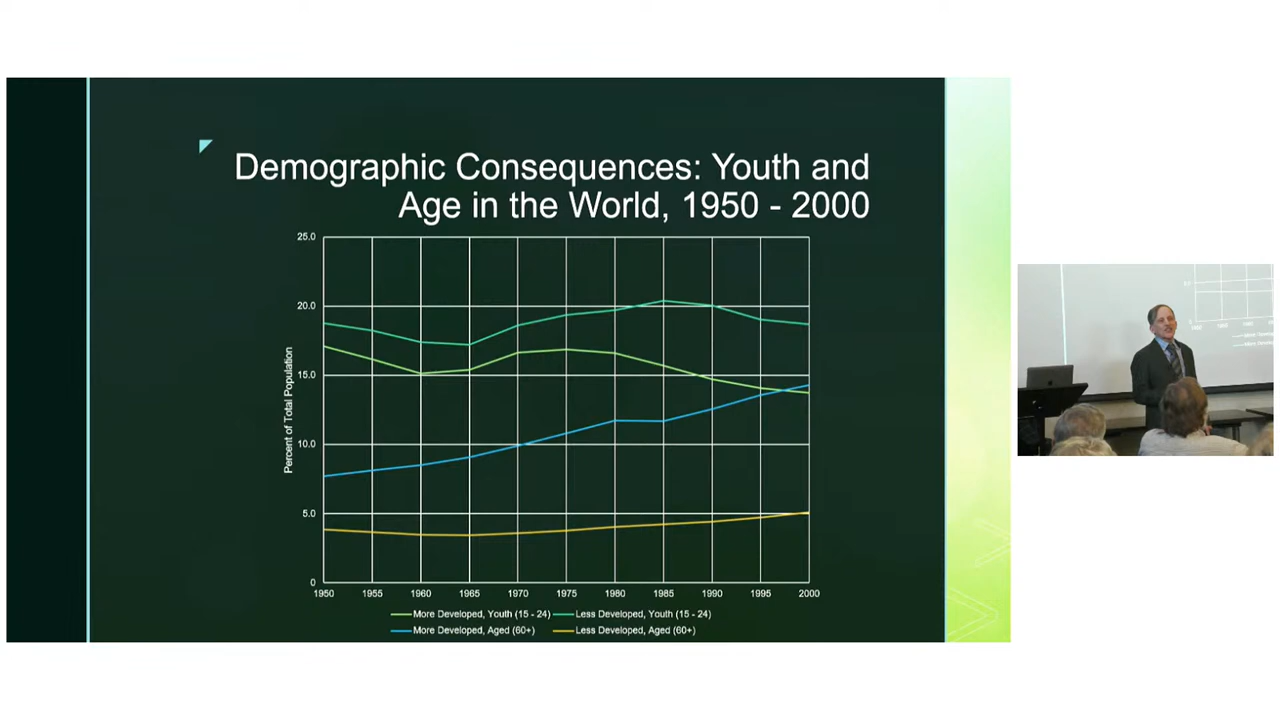 Demographic Consequences: Youth and
Age in the World, 1950 - 2000
25.0
20.0
15.0
10.0
5.0
0
Percent of Total Population
1950 1955 1960 1965 1970 1975 1980 1985 1990 1995 2000
More Developed, Youth (15 - 24) Less Developed, Youth (15 - 24)
More Developed, Aged (60+) Less Developed, Aged (60+)